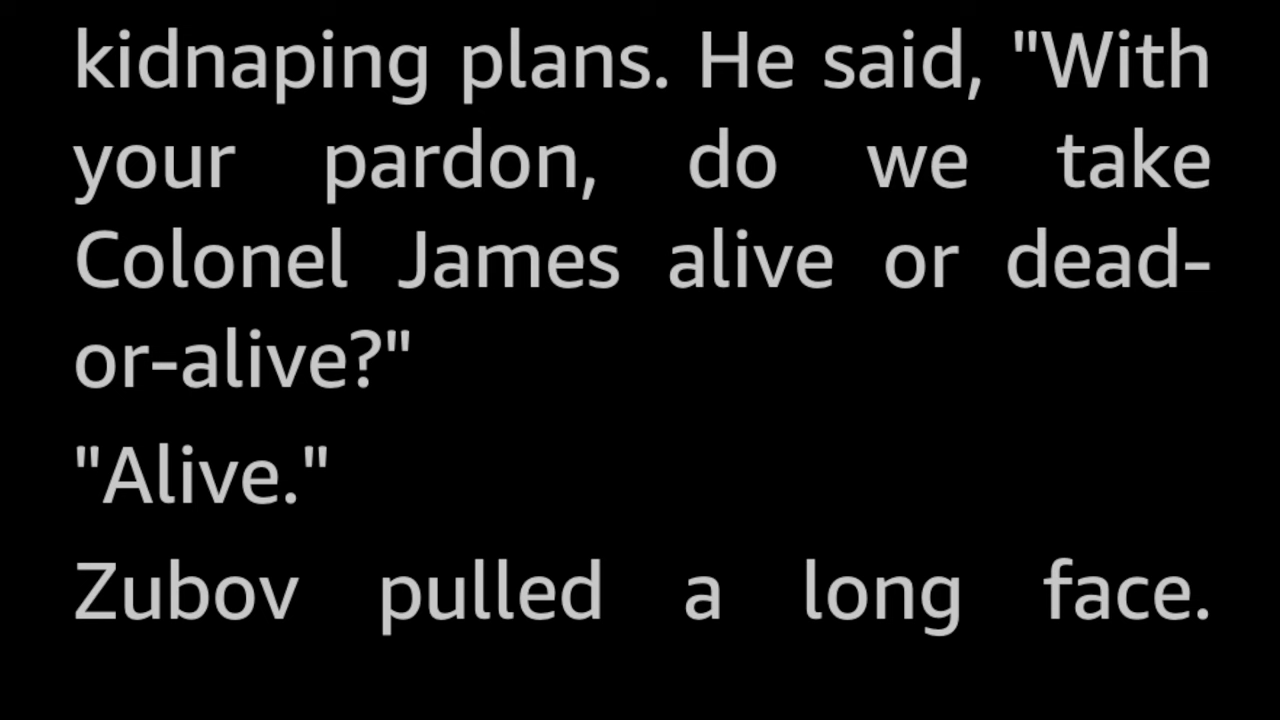 kidnaping plans. He said, "With
your pardon, do we take
Colonel James alive or dead-
or-alive?"
"Alive."
Zubov pulled a long face.